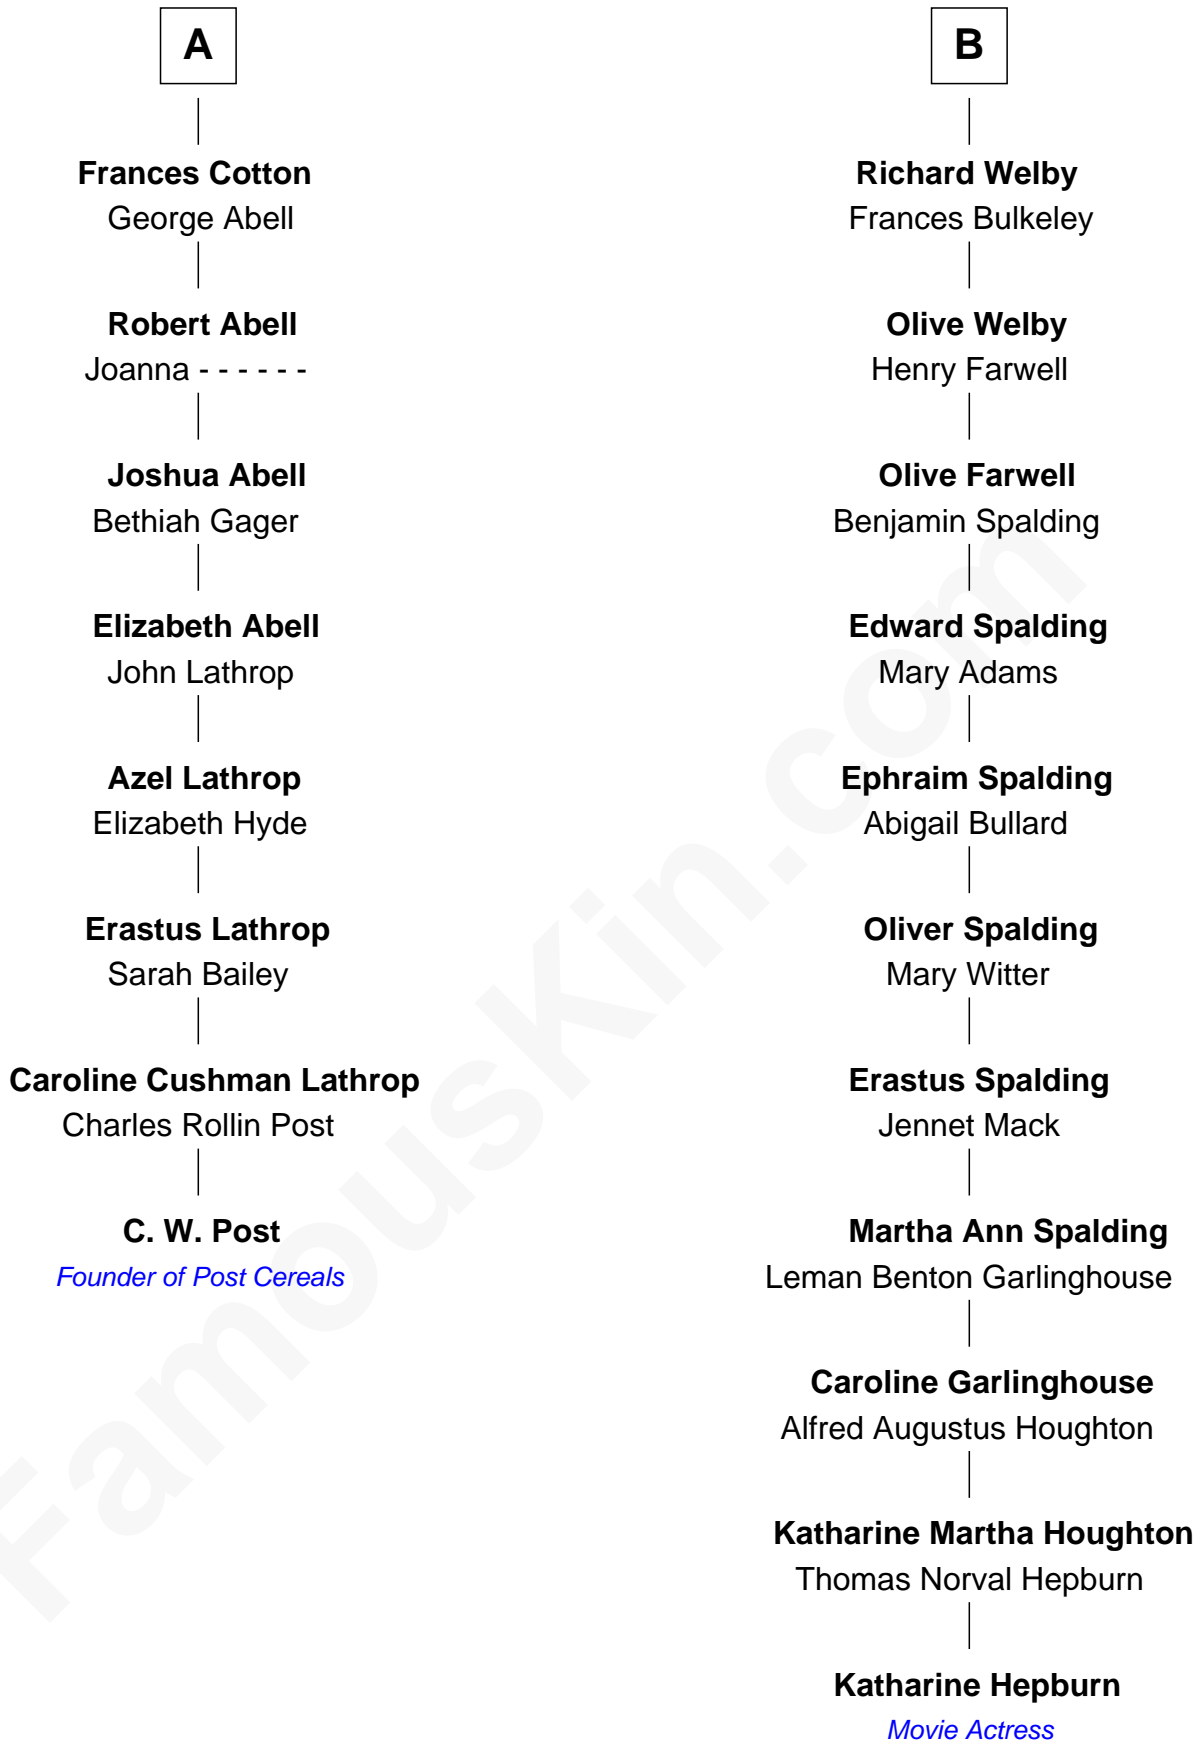 A
Frances Cotton
George Abell
Robert Abell
Joanna - - - - - -
Joshua Abell
Bethiah Gager
Elizabeth Abell
John Lathrop
Azel Lathrop
Elizabeth Hyde
Erastus Lathrop
Sarah Bailey
Caroline Cushman Lathrop
Charles Rollin Post
C. W. Post
Founder of Post Cereals
B
Richard Welby
Frances Bulkeley
Olive Welby
Henry Farwell
Olive Farwell
Benjamin Spalding
Edward Spalding
Mary Adams
Ephraim Spalding
Abigail Bullard
Oliver Spalding
Mary Witter
Erastus Spalding
Jennet Mack
Martha Ann Spalding
Leman Benton Garlinghouse
Caroline Garlinghouse
Alfred Augustus Houghton
Katharine Martha Houghton
Thomas Norval Hepburn
Katharine Hepburn
Movie Actress
FamousKin.com